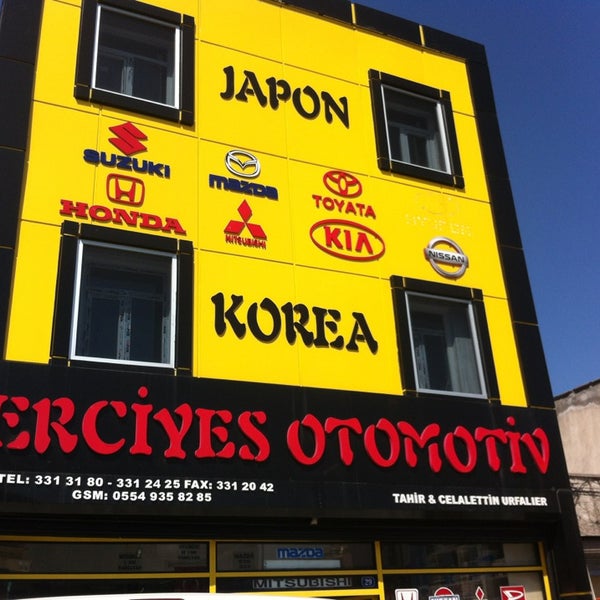 JAPON
SUZUKI
mazda
TOYATA
HONDA
MITSUBISHI
KIA
NISSAN
KOREA
ERCİYES OTOMOTİV
TEL: 331 31 80 - 331 24 25 FAX: 331 20 42
GSM: 0554 935 82 85
TAHİR & CELALETTİN URFALIER
mazda
MITSUBISHI
29